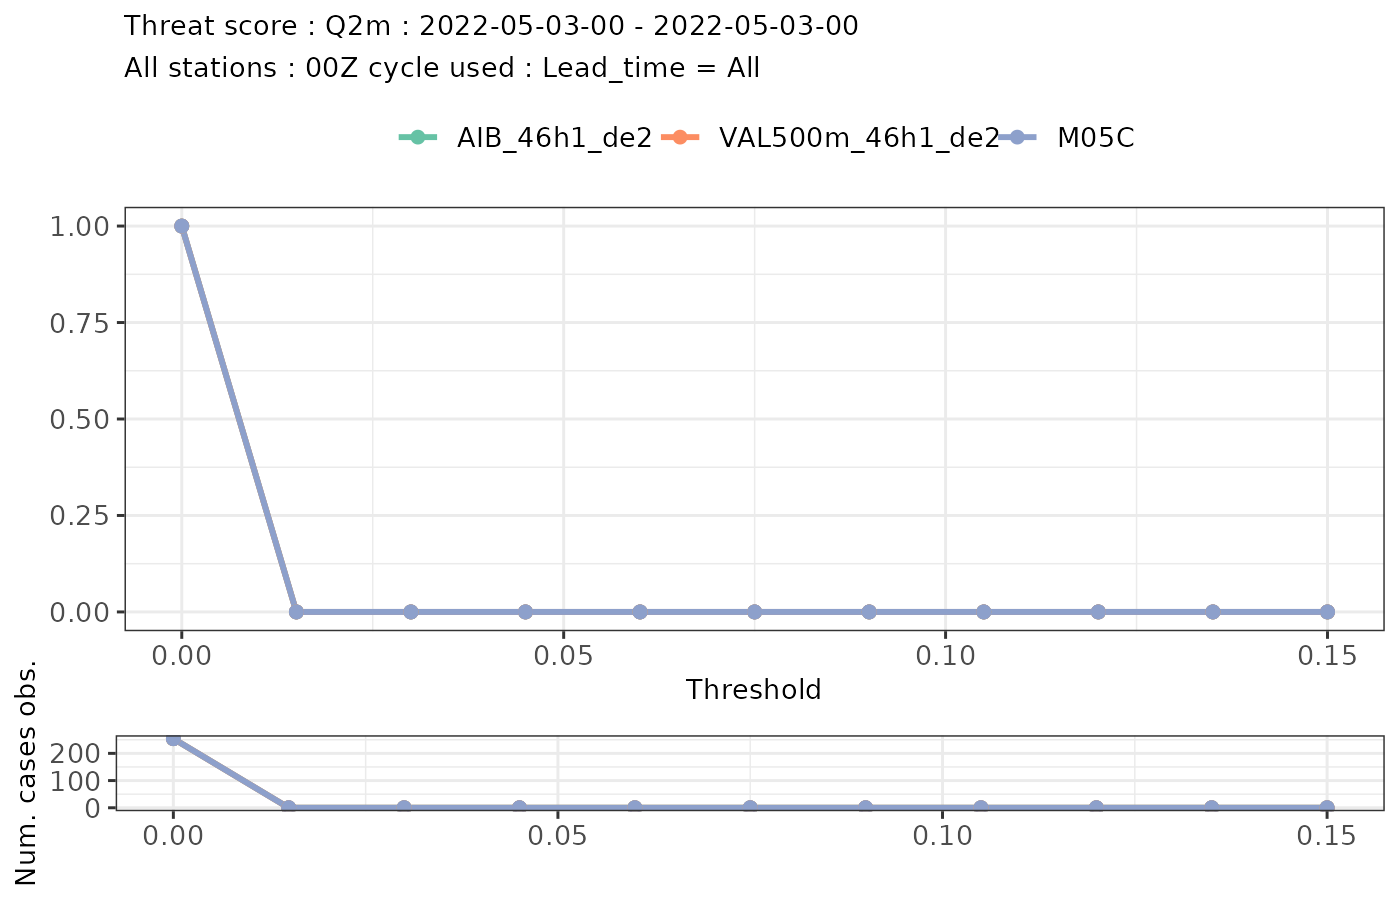 Threat score : Q2m : 2022-05-03-00 - 2022-05-03-00
All stations : 00Z cycle used : Lead_time = All
AIB_46h1_de2 VAL500m_46h1_de2 M05C
1.00
0.75
0.50
0.25
0.00
0.00 0.05 0.10 0.15
Threshold
Num. cases obs.
200
100
0
0.00 0.05 0.10 0.15